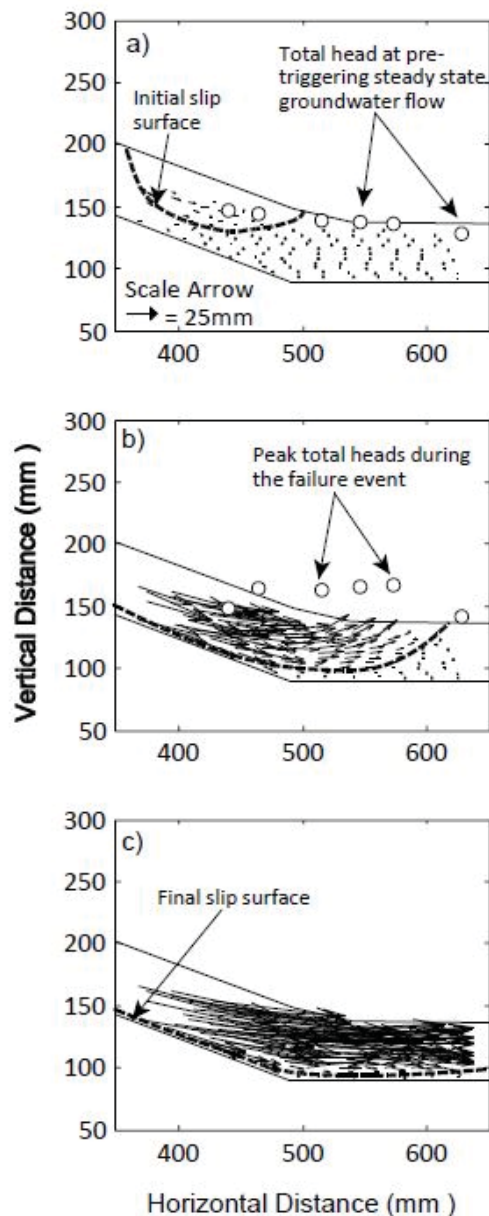 300
a)
Total head at pre-
triggering steady state
groundwater flow
Initial slip
surface
250
200
150
100
Scale Arrow
= 25mm
50
400 500 600
300
b)
Peak total heads during
the failure event
250
200
150
100
50
400 500 600
Vertical Distance (mm )
300
c)
250
Final slip surface
200
150
100
50
400 500 600
Horizontal Distance (mm )